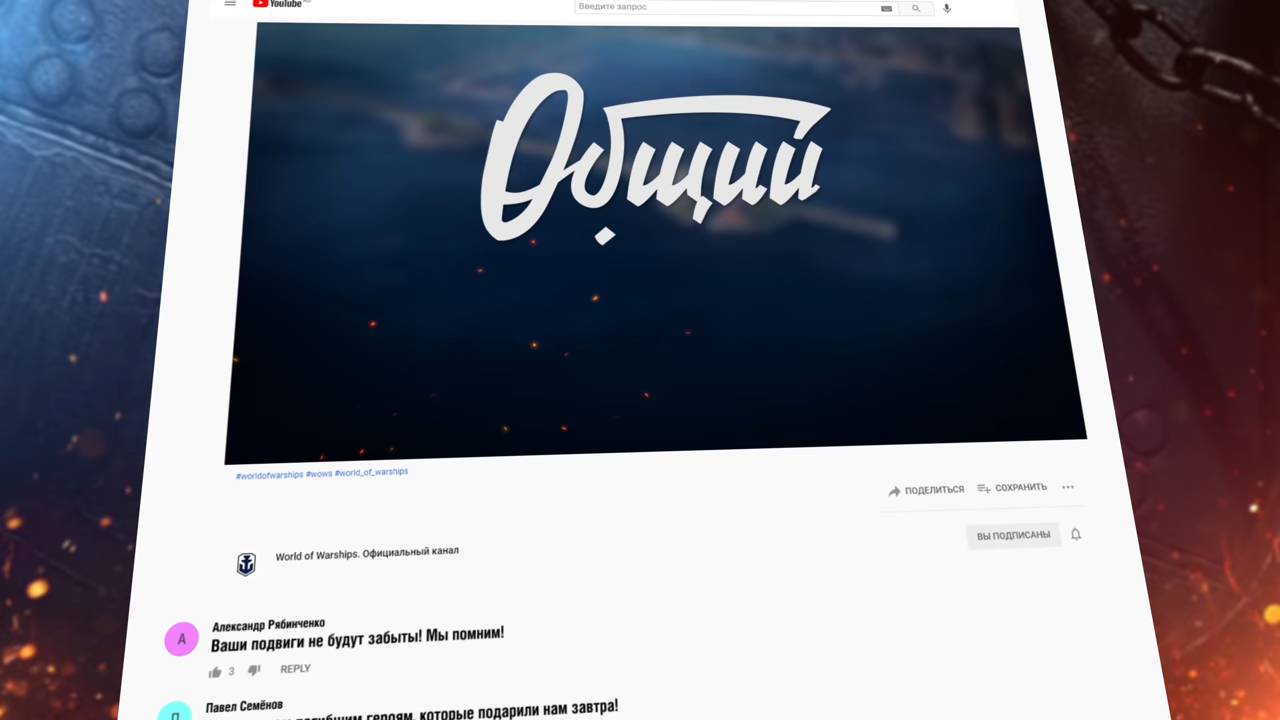 YouTube
Введите запрос
Общий
#worldofwarships #wows #world_of_warships
ПОДЕЛИТЬСЯ СОХРАНИТЬ
ВЫ ПОДПИСАНЫ
World of Warships. Официальный канал
А
Александр Рябинченко
Ваши подвиги не будут забыты! Мы помним!
3 REPLY
П
Павел Семёнов
героям, которые подарили нам завтра!